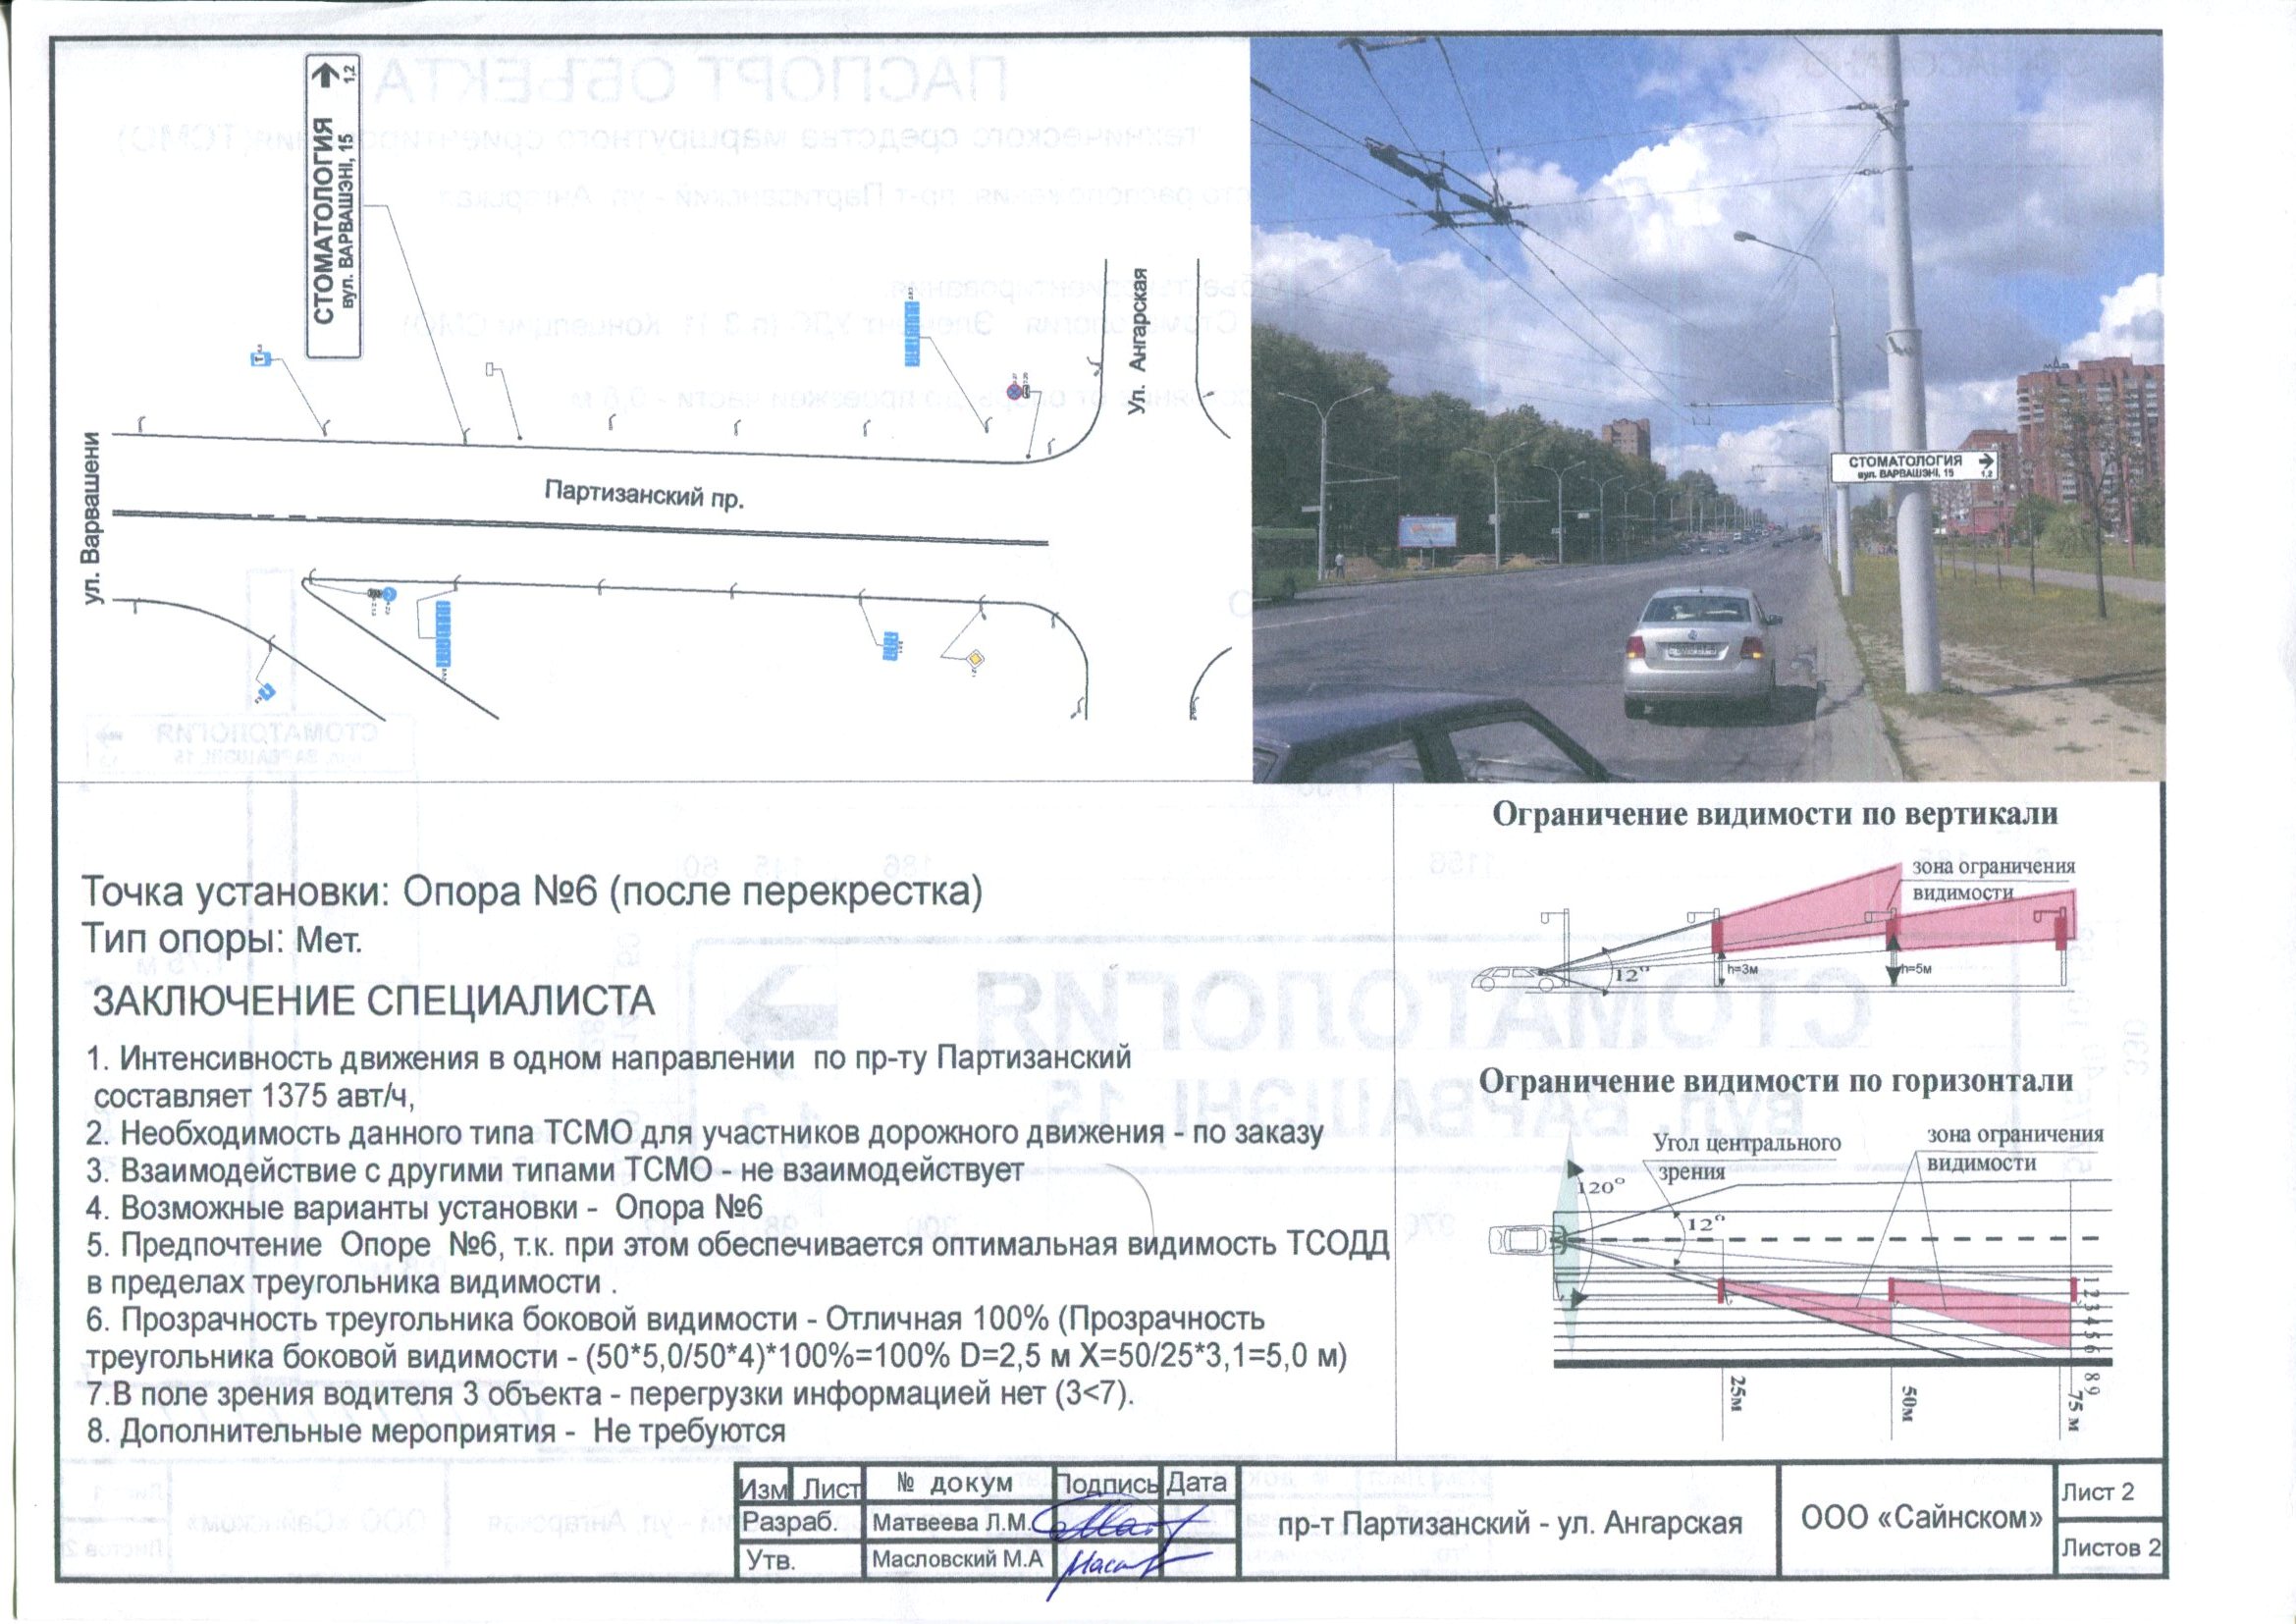 СТОМАТОЛОГИЯ
вул. ВАРВАШЭНІ, 15
1,2
ул. Варвашени
Партизанский пр.
Ул. Ангарская
СТОМАТОЛОГИЯ
вул. ВАРВАШЭНІ, 15
1,2
Точка установки: Опора №6 (после перекрестка)
Тип опоры: Мет.
ЗАКЛЮЧЕНИЕ СПЕЦИАЛИСТА
1. Интенсивность движения в одном направлении по пр-ту Партизанский
составляет 1375 авт/ч,
2. Необходимость данного типа ТСМО для участников дорожного движения - по заказу
3. Взаимодействие с другими типами ТСМО - не взаимодействует
4. Возможные варианты установки - Опора №6
5. Предпочтение Опоре №6, т.к. при этом обеспечивается оптимальная видимость ТСОДД
в пределах треугольника видимости .
6. Прозрачность треугольника боковой видимости - Отличная 100% (Прозрачность
треугольника боковой видимости - (50*5,0/50*4)*100%=100% D=2,5 м X=50/25*3,1=5,0 м)
7.В поле зрения водителя 3 объекта - перегрузки информацией нет (3<7).
8. Дополнительные мероприятия - Не требуются
Ограничение видимости по вертикали
зона ограничения
видимости
12°
h=3м
h=5м
Ограничение видимости по горизонтали
Угол центрального
зрения
зона ограничения
видимости
120°
12°
1 2 3 4 5 6 8 9
25м
50м
75 м
Изм Лист № докум Подпись Дата
Разраб. Матвеева Л.М.
Утв. Масловский М.А
пр-т Партизанский - ул. Ангарская
ООО «Сайнском»
Лист 2
Листов 2